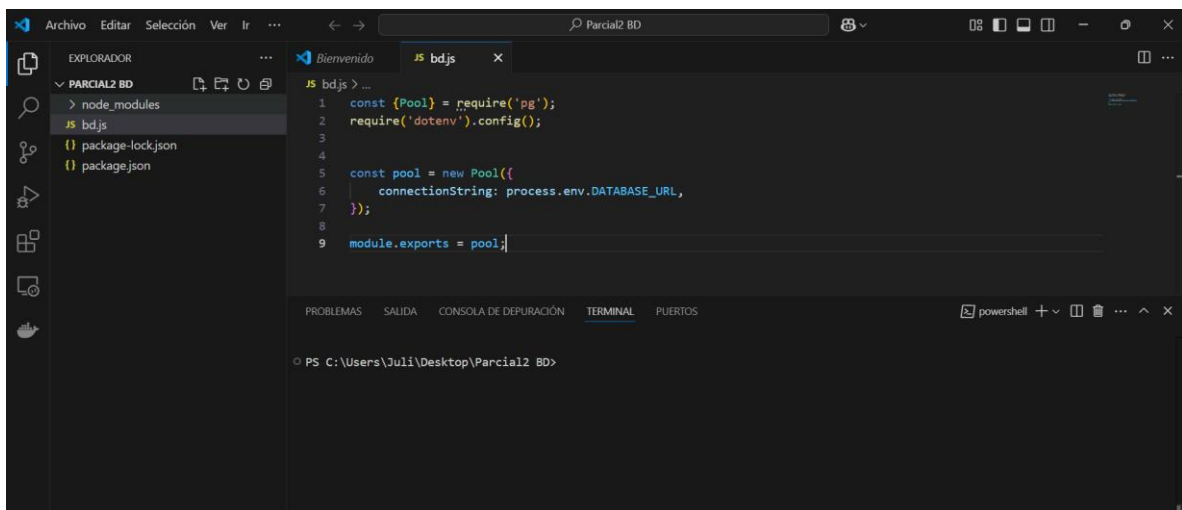 Archivo Editar Selección Ver Ir ··· Parcial2 BD
EXPLORADOR ···
PARCIAL2 BD
> node_modules
JS bd.js
{} package-lock.json
{} package.json
Bienvenido JS bd.js ×
JS bd.js > ...
1 const {Pool} = require('pg');
2 require('dotenv').config();
3
4
5 const pool = new Pool({
6 connectionString: process.env.DATABASE_URL,
7 });
8
9 module.exports = pool;
PROBLEMAS SALIDA CONSOLA DE DEPURACIÓN TERMINAL PUERTOS powershell
PS C:\Users\Juli\Desktop\Parcial2 BD>